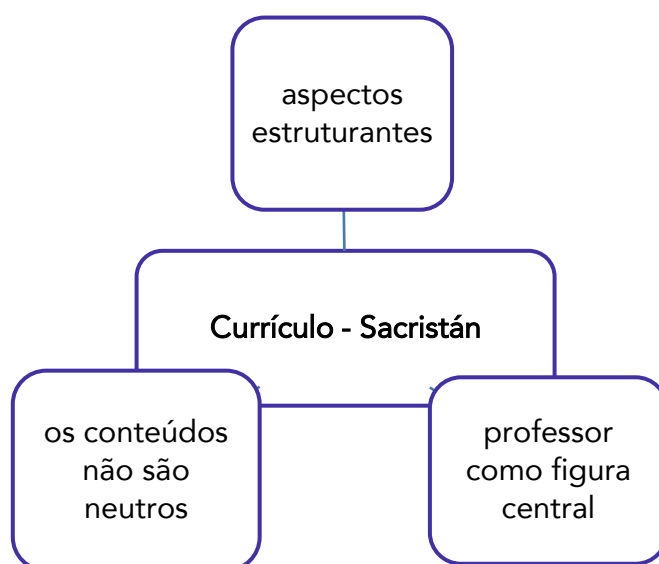 aspectos
estruturantes
Currículo - Sacristán
os conteúdos
não são
neutros
professor
como figura
central